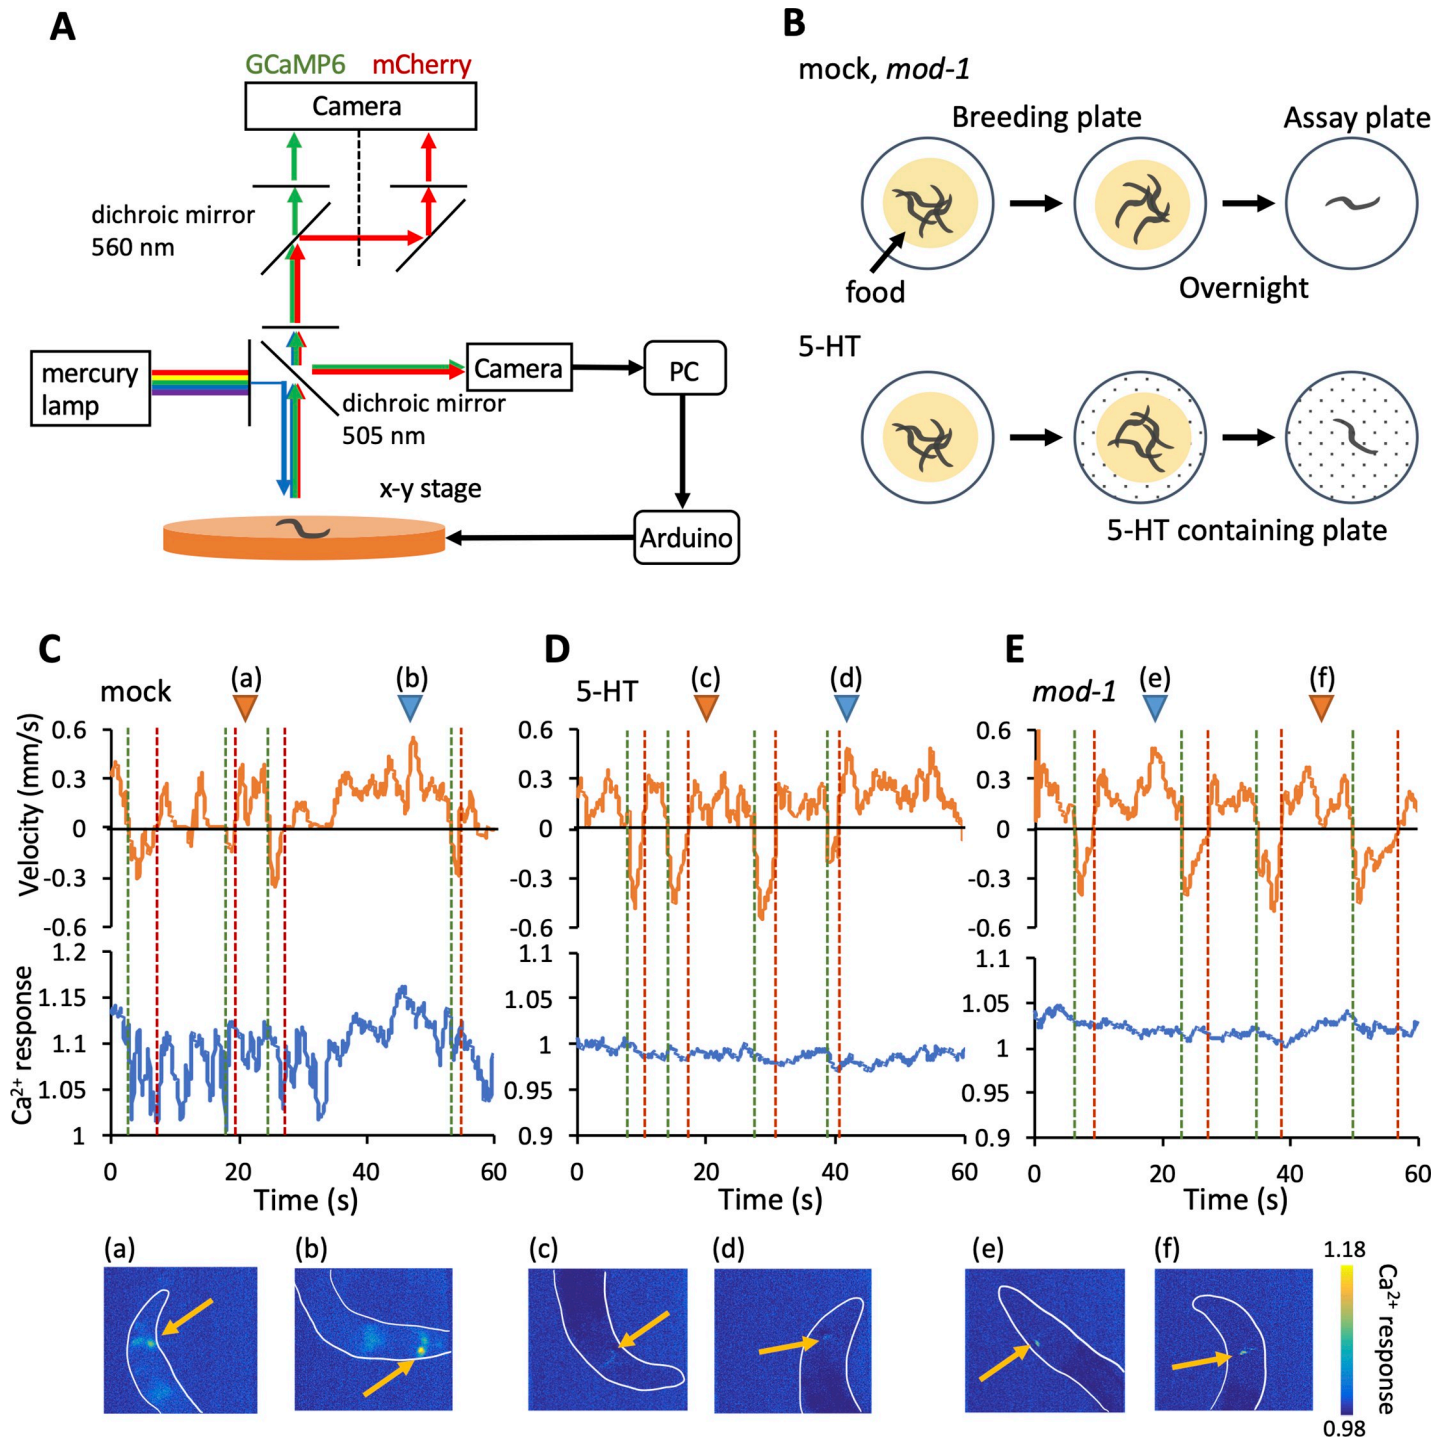 A
GCaMP6 mCherry
Camera
dichroic mirror
560 nm
mercury
lamp
Camera
PC
dichroic mirror
505 nm
x-y stage
Arduino
B
mock, mod-1
Breeding plate
Assay plate
food
Overnight
5-HT
5-HT containing plate
C
mock
(a)
(b)
Velocity (mm/s)
0.6
0.3
0
-0.3
-0.6
Ca²⁺ response
1.2
1.15
1.1
1.05
1
0 20 40 60
Time (s)
D
5-HT
(c)
(d)
0.6
0.3
0
-0.3
-0.6
1.1
1.05
1
0.95
0.9
0 20 40 60
Time (s)
E
mod-1
(e)
(f)
0.6
0.3
0
-0.3
-0.6
1.1
1.05
1
0.95
0.9
0 20 40 60
Time (s)
(a)
(b)
(c)
(d)
(e)
(f)
1.18
Ca²⁺ response
0.98